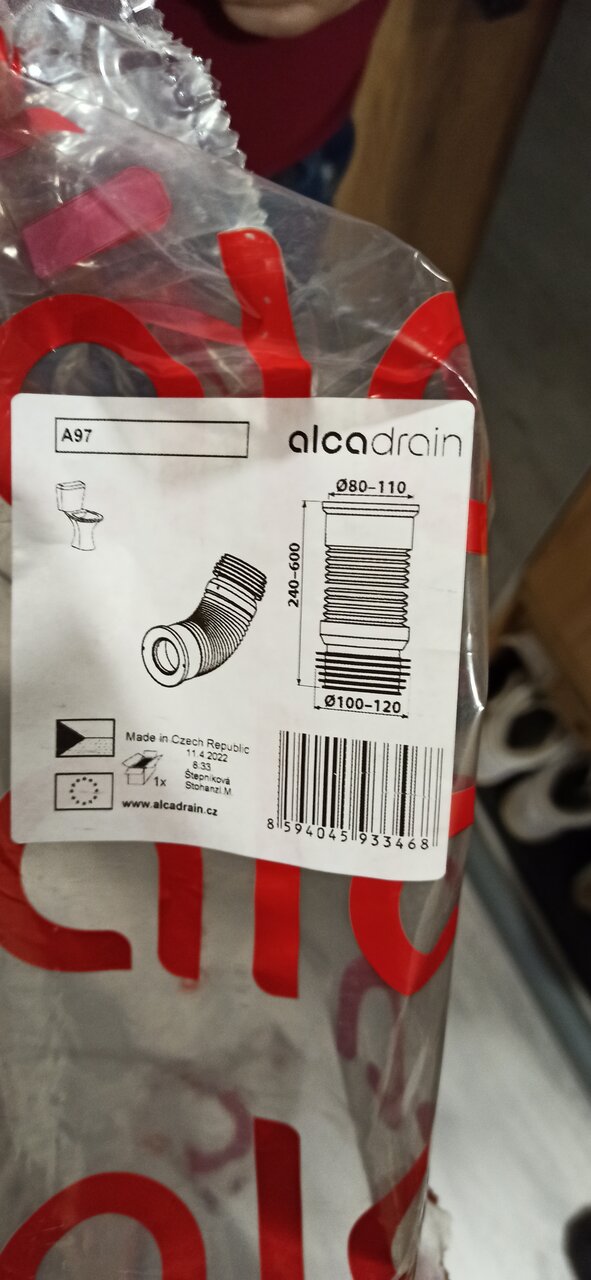 A97
alcadrain
Ø80-110
240-600
Ø100-120
Made in Czech Republic
11.4.2022
8:33
Štepniková
Stohanzl.M
1x
www.alcadrain.cz
8 594045 933468